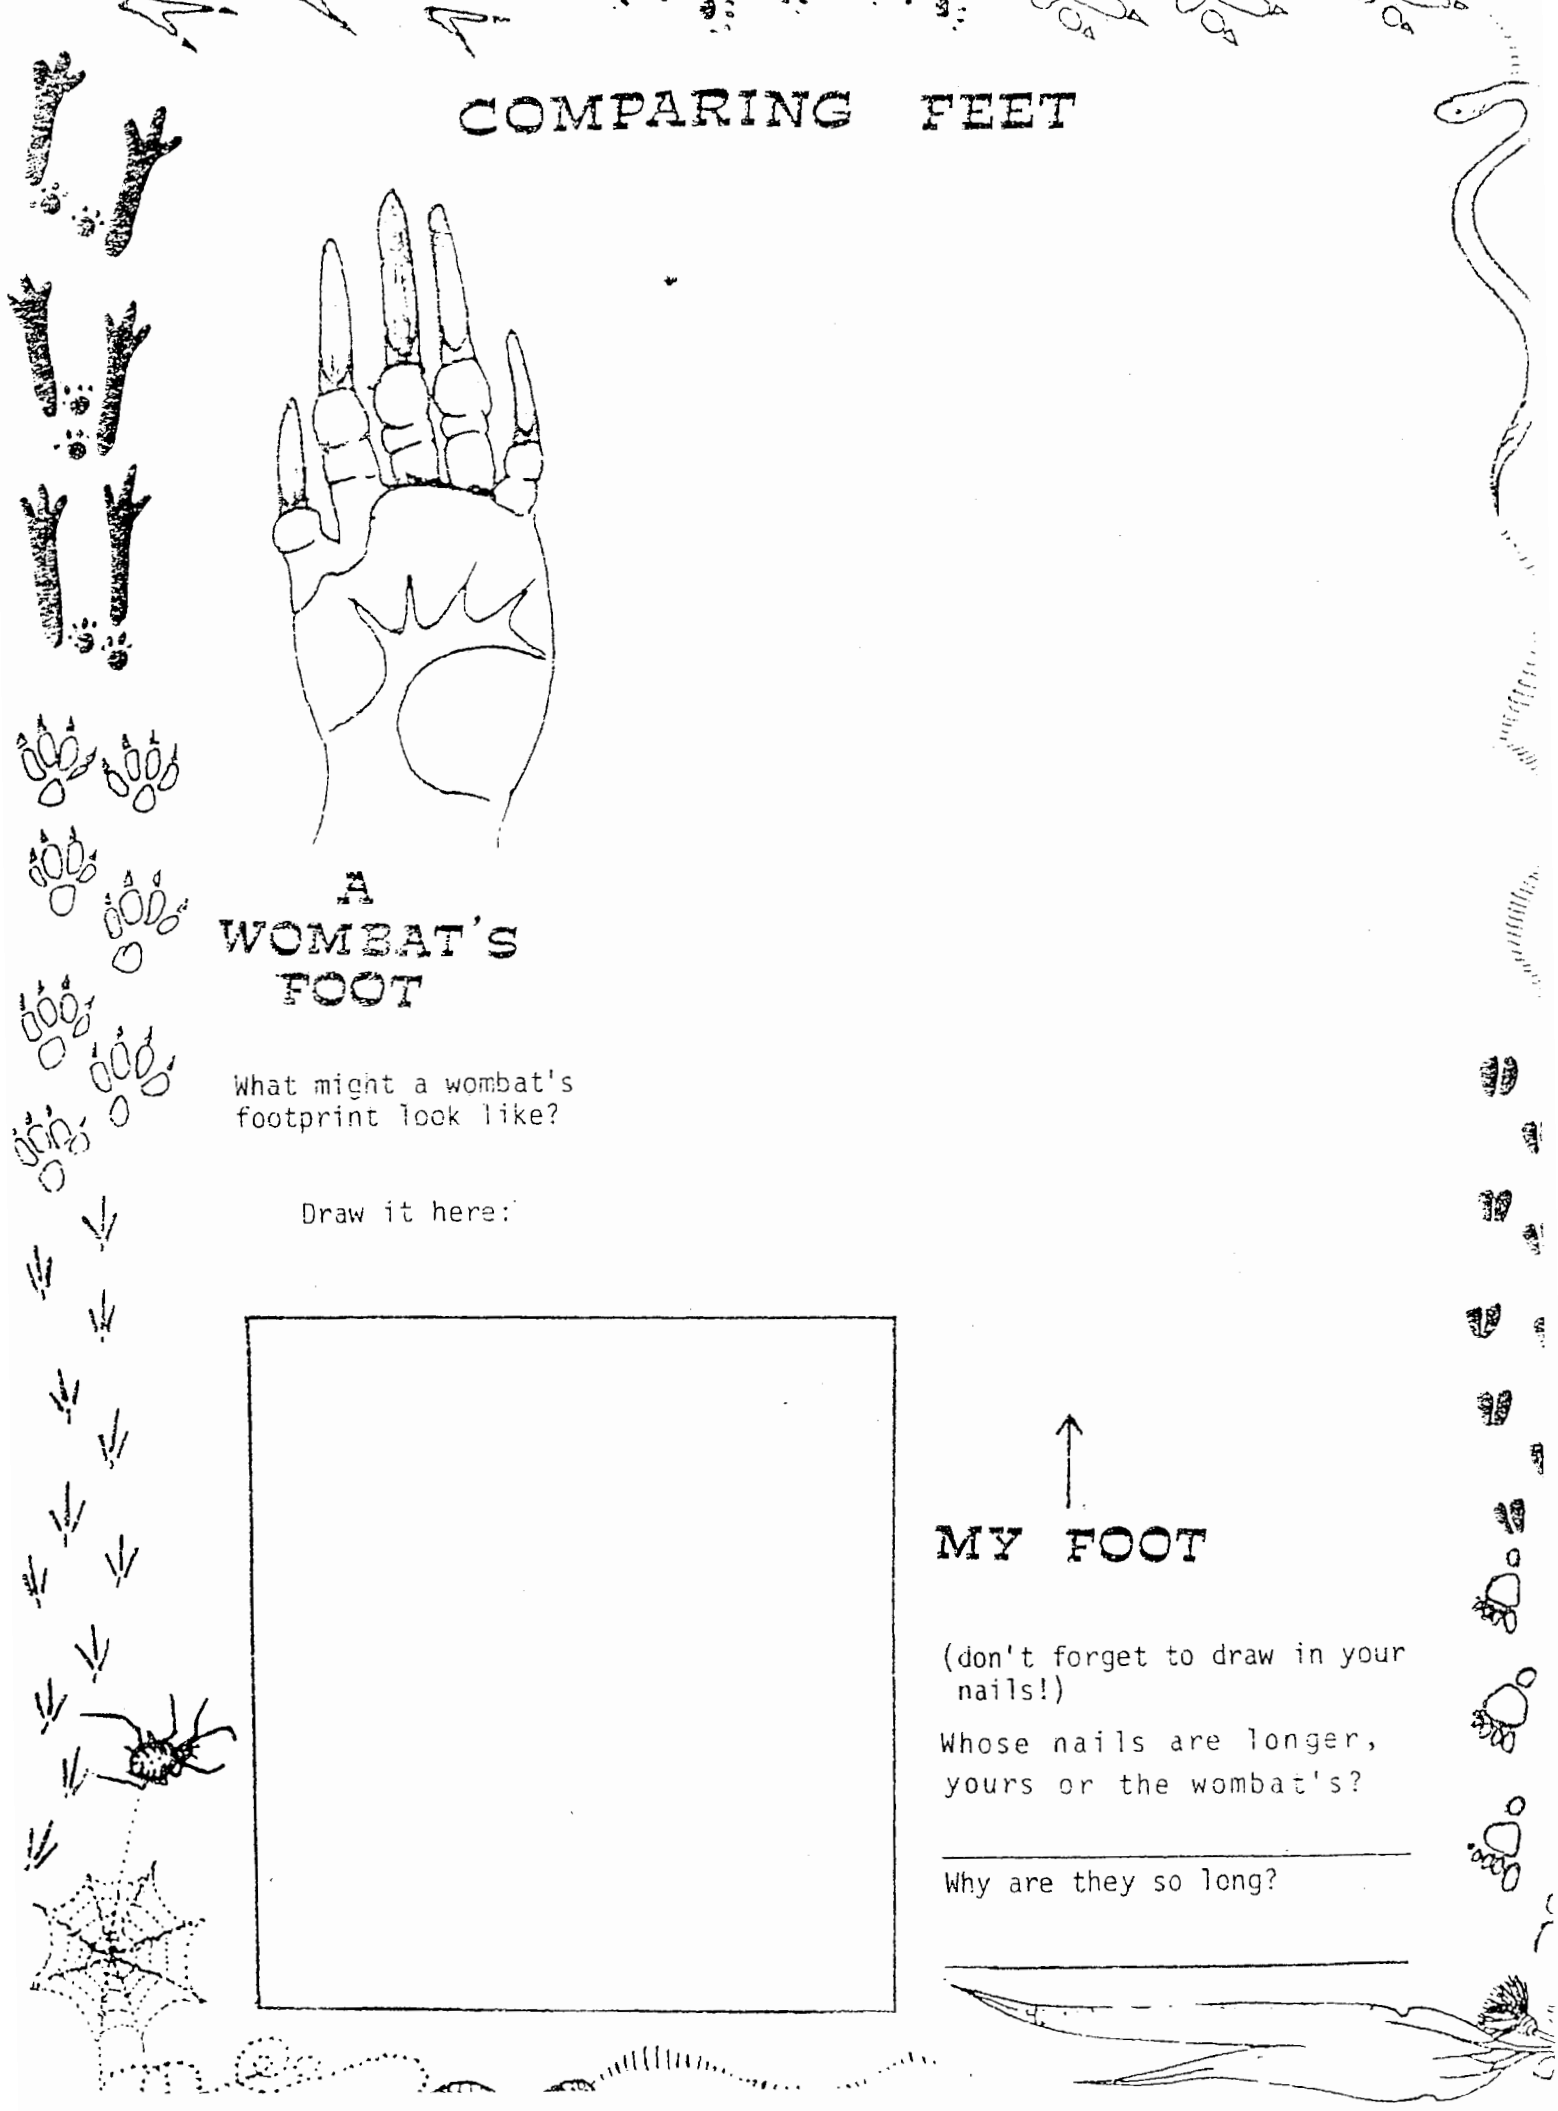 COMPARING FEET
A
WOMBAT'S
FOOT
What might a wombat's
footprint look like?
Draw it here:
MY FOOT
(don't forget to draw in your
nails!)
Whose nails are longer,
yours or the wombat's?
Why are they so long?